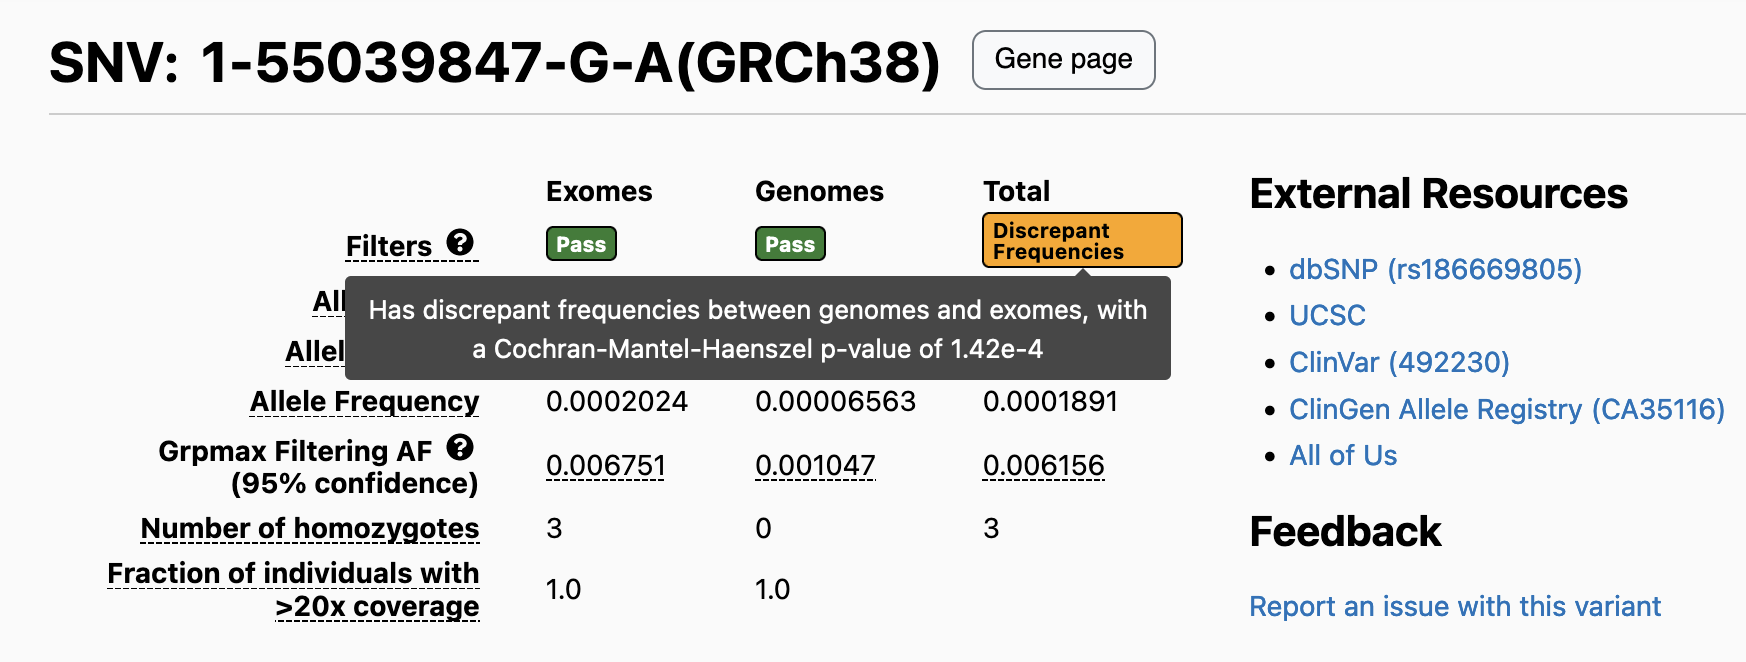 SNV: 1-55039847-G-A(GRCh38)
Gene page
Exomes Genomes Total
Filters ? Pass Pass Discrepant
Frequencies
All
Has discrepant frequencies between genomes and exomes, with
a Cochran-Mantel-Haenszel p-value of 1.42e-4
Allel
Allele Frequency 0.0002024 0.00006563 0.0001891
Grpmax Filtering AF ?
(95% confidence) 0.006751 0.001047 0.006156
Number of homozygotes 3 0 3
Fraction of individuals with
>20x coverage 1.0 1.0
External Resources
• dbSNP (rs186669805)
• UCSC
• ClinVar (492230)
• ClinGen Allele Registry (CA35116)
• All of Us
Feedback
Report an issue with this variant